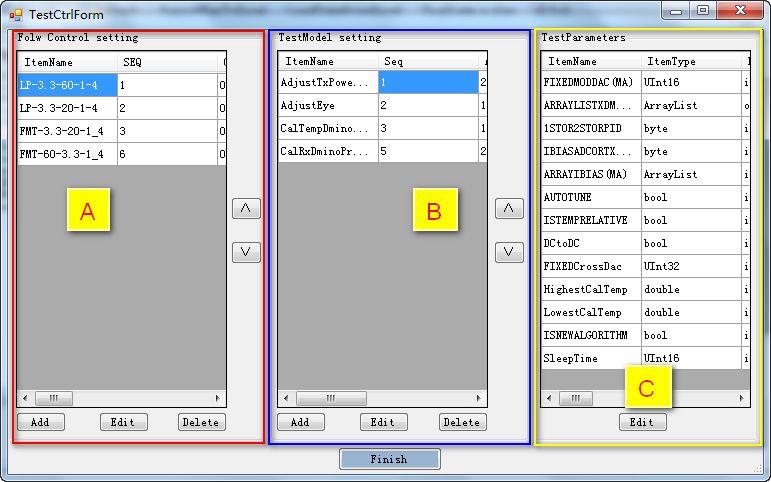 TestCtrlForm
Folw Control setting
ItemName SEQ
LP-3.3-60-1-4 1 0
LP-3.3-20-1-4 2 0
FMT-3.3-20-1_4 3 0
FMT-60-3.3-1_4 6 0
A
Add Edit Delete
TestModel setting
ItemName Seq
AdjustTxPowe... 1 2
AdjustEye 2 1
CalTempDmino... 3 1
CalRxDminoPr... 5 2
B
Add Edit Delete
TestParameters
ItemName ItemType
FIXEDMODDAC(MA) UInt16 i
ARRAYLISTXDM... ArrayList o
1STOR2STORPID byte i
IBIASADCORTX... byte i
ARRAYIBIAS(MA) ArrayList i
AUTOTUNE bool i
ISTEMPRELATIVE bool i
DCtoDC bool i
FIXEDCrossDac UInt32 i
HighestCalTemp double i
LowestCalTemp double i
ISNEWALGORITHM bool i
SleepTime UInt16 i
C
Edit
Finish